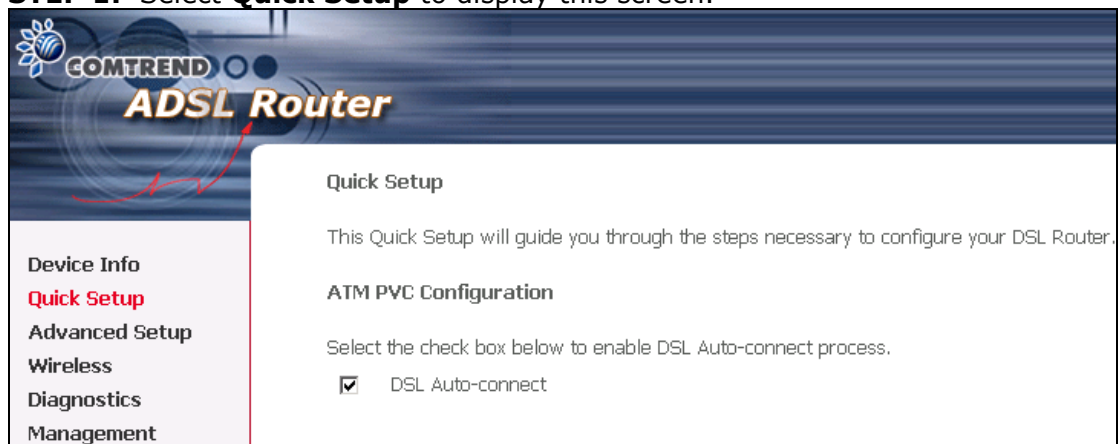 STEP 1: Select Quick Setup to display this screen.
COMTREND
ADSL Router
Quick Setup
This Quick Setup will guide you through the steps necessary to configure your DSL Router.
ATM PVC Configuration
Select the check box below to enable DSL Auto-connect process.
DSL Auto-connect
Device Info
Quick Setup
Advanced Setup
Wireless
Diagnostics
Management